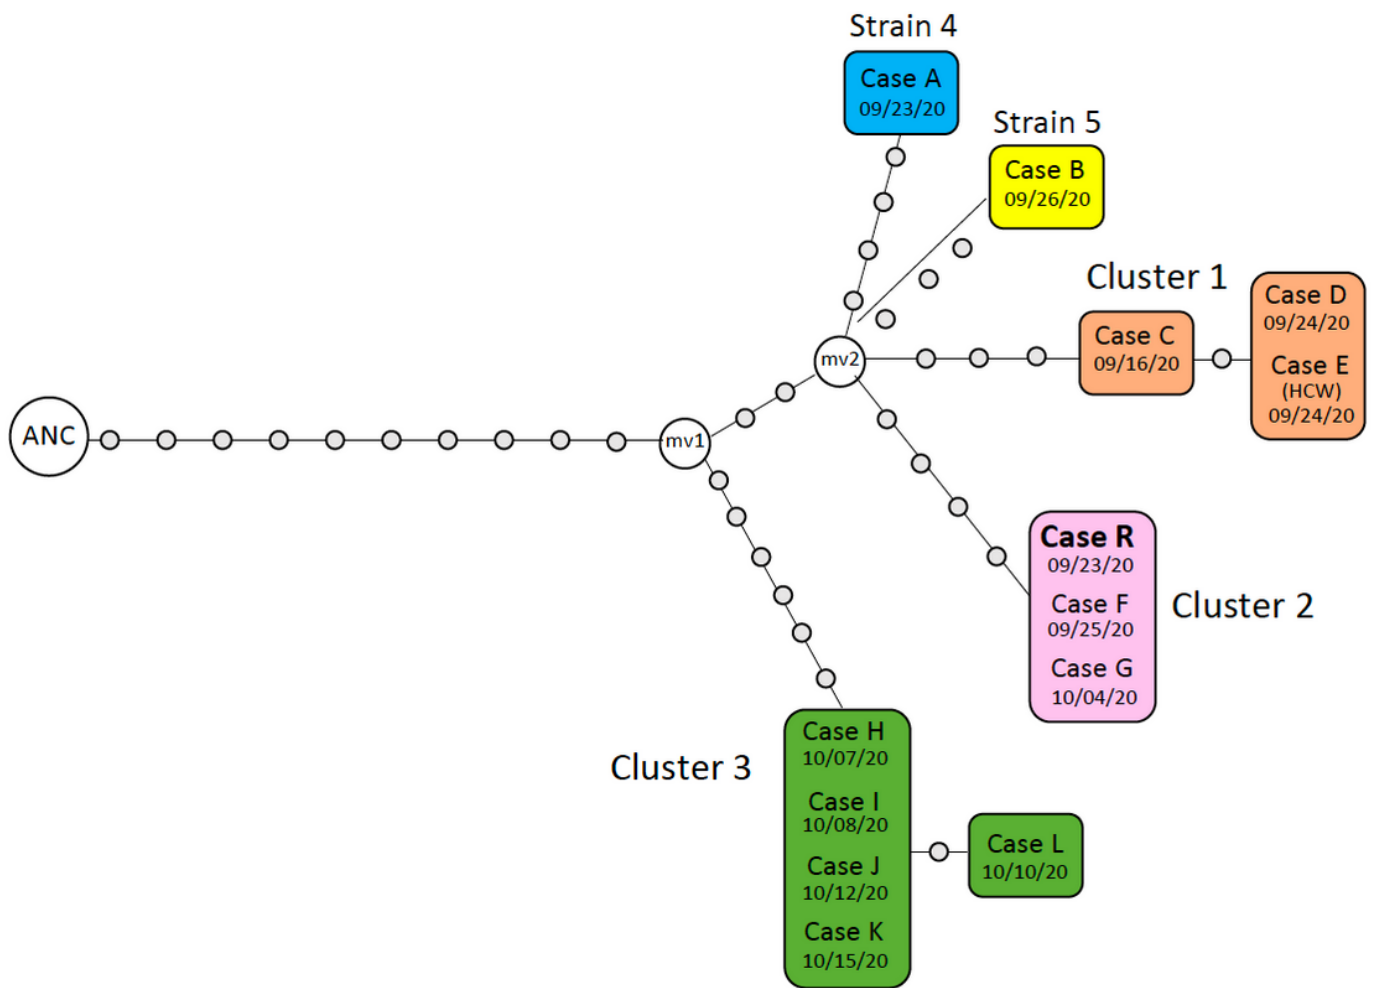 Strain 4
Case A
09/23/20
Strain 5
Case B
09/26/20
Cluster 1
Case C
09/16/20
Case D
09/24/20
Case E
(HCW)
09/24/20
mv2
ANC
mv1
Case R
09/23/20
Case F
09/25/20
Case G
10/04/20
Cluster 2
Cluster 3
Case H
10/07/20
Case I
10/08/20
Case J
10/12/20
Case K
10/15/20
Case L
10/10/20